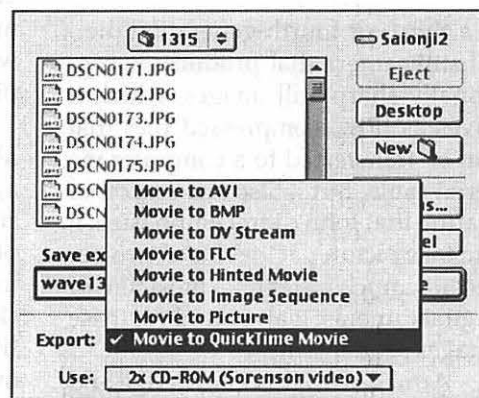 1315
Saionji2
DSCN0171.JPG
DSCN0172.JPG
DSCN0173.JPG
DSCN0174.JPG
DSCN0175.JPG
DSCN
DSCN
Eject
Desktop
New
Movie to AVI
Movie to BMP
Movie to DV Stream
Movie to FLC
Movie to Hinted Movie
Movie to Image Sequence
Movie to Picture
✓ Movie to QuickTime Movie
Save ex
wave13
Export:
Use: 2x CD-ROM (Sorenson video)